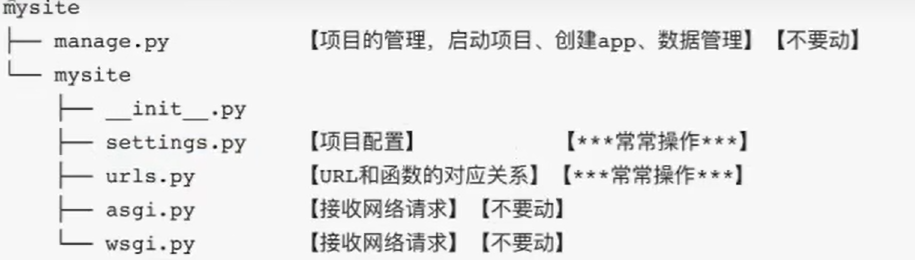 mysite
├── manage.py 【项目的管理，启动项目、创建app、数据管理】【不要动】
└── mysite
├── __init__.py
├── settings.py 【项目配置】 【***常常操作***】
├── urls.py 【URL和函数的对应关系】【***常常操作***】
├── asgi.py 【接收网络请求】【不要动】
└── wsgi.py 【接收网络请求】【不要动】